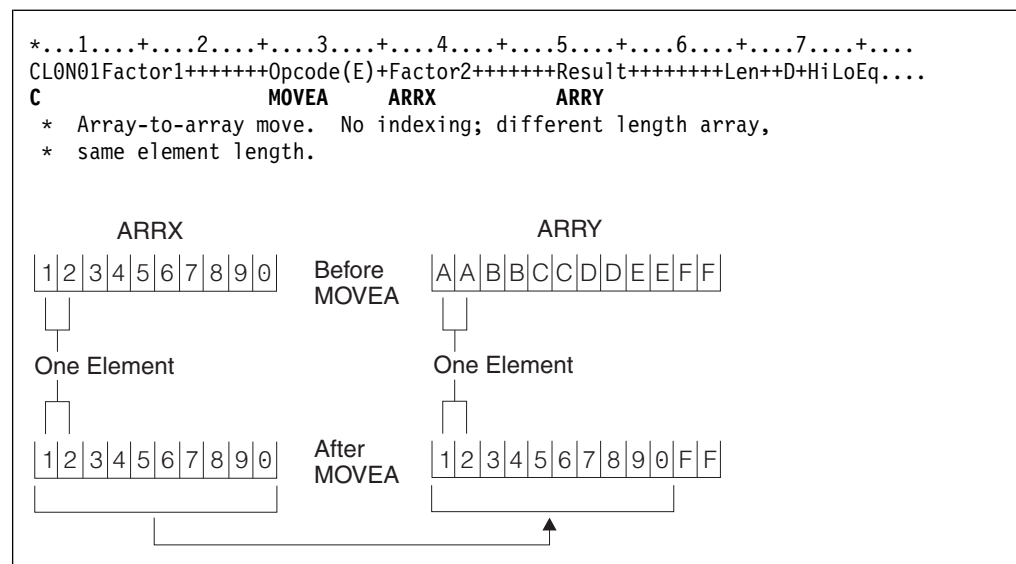 *...1....+....2....+....3....+....4....+....5....+....6....+....7....+....
CL0N01Factor1+++++++Opcode(E)+Factor2+++++++Result++++++++Len++D+HiLoEq....
C                   MOVEA     ARRX          ARRY
 *  Array-to-array move.  No indexing; different length array,
 *  same element length.
ARRX ARRY
1 2 3 4 5 6 7 8 9 0 Before A A B B C C D D E E F F
MOVEA
One Element One Element
1 2 3 4 5 6 7 8 9 0 After 1 2 3 4 5 6 7 8 9 0 F F
MOVEA